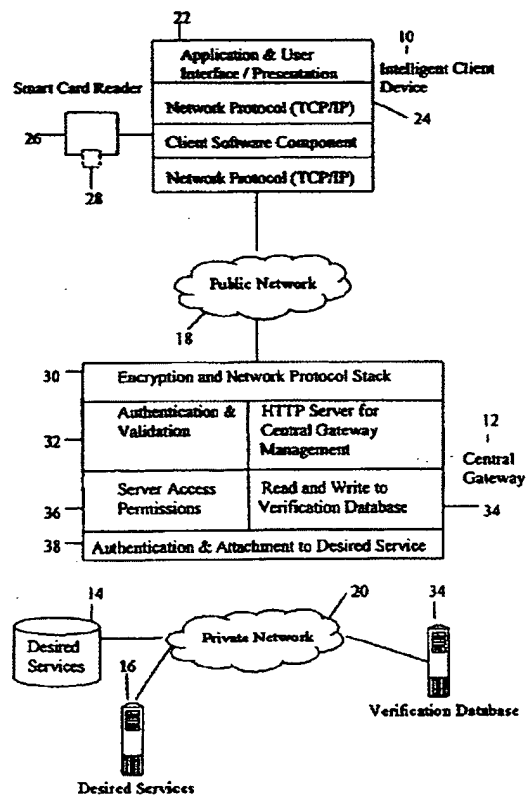 22
10
Application & User
Interface / Presentation
Intelligent Client
Device
Smart Card Reader
Network Protocol (TCP/IP)
24
26
Client Software Component
28
Network Protocol (TCP/IP)
Public Network
18
30
Encryption and Network Protocol Stack
Authentication &
Validation
HTTP Server for
Central Gateway
Management
12
32
Central
Gateway
Server Access
Permissions
Read and Write to
Verification Database
34
36
38
Authentication & Attachment to Desired Service
14
20
34
Desired
Services
Private Network
16
Verification Database
Desired Services